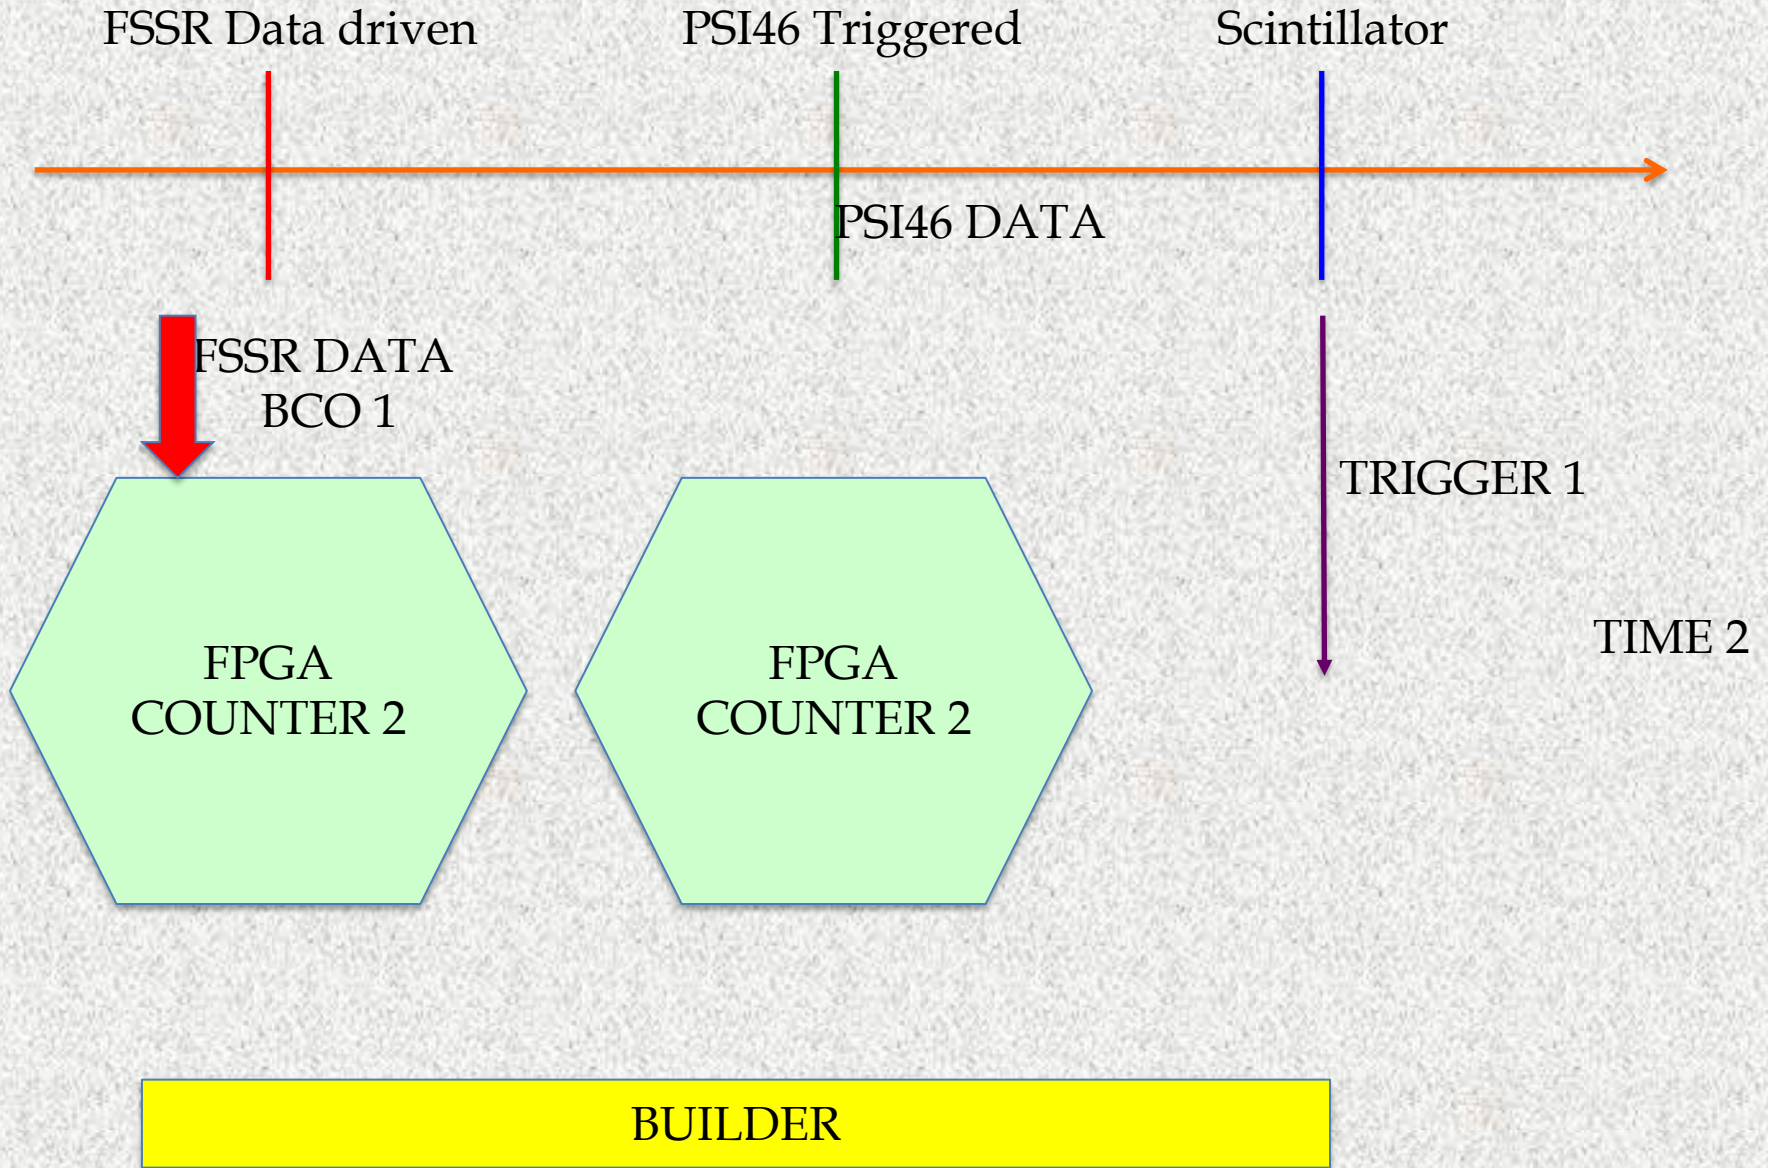 FSSR Data driven
PSI46 Triggered
Scintillator
PSI46 DATA
FSSR DATA
BCO 1
TRIGGER 1
TIME 2
FPGA
COUNTER 2
FPGA
COUNTER 2
BUILDER